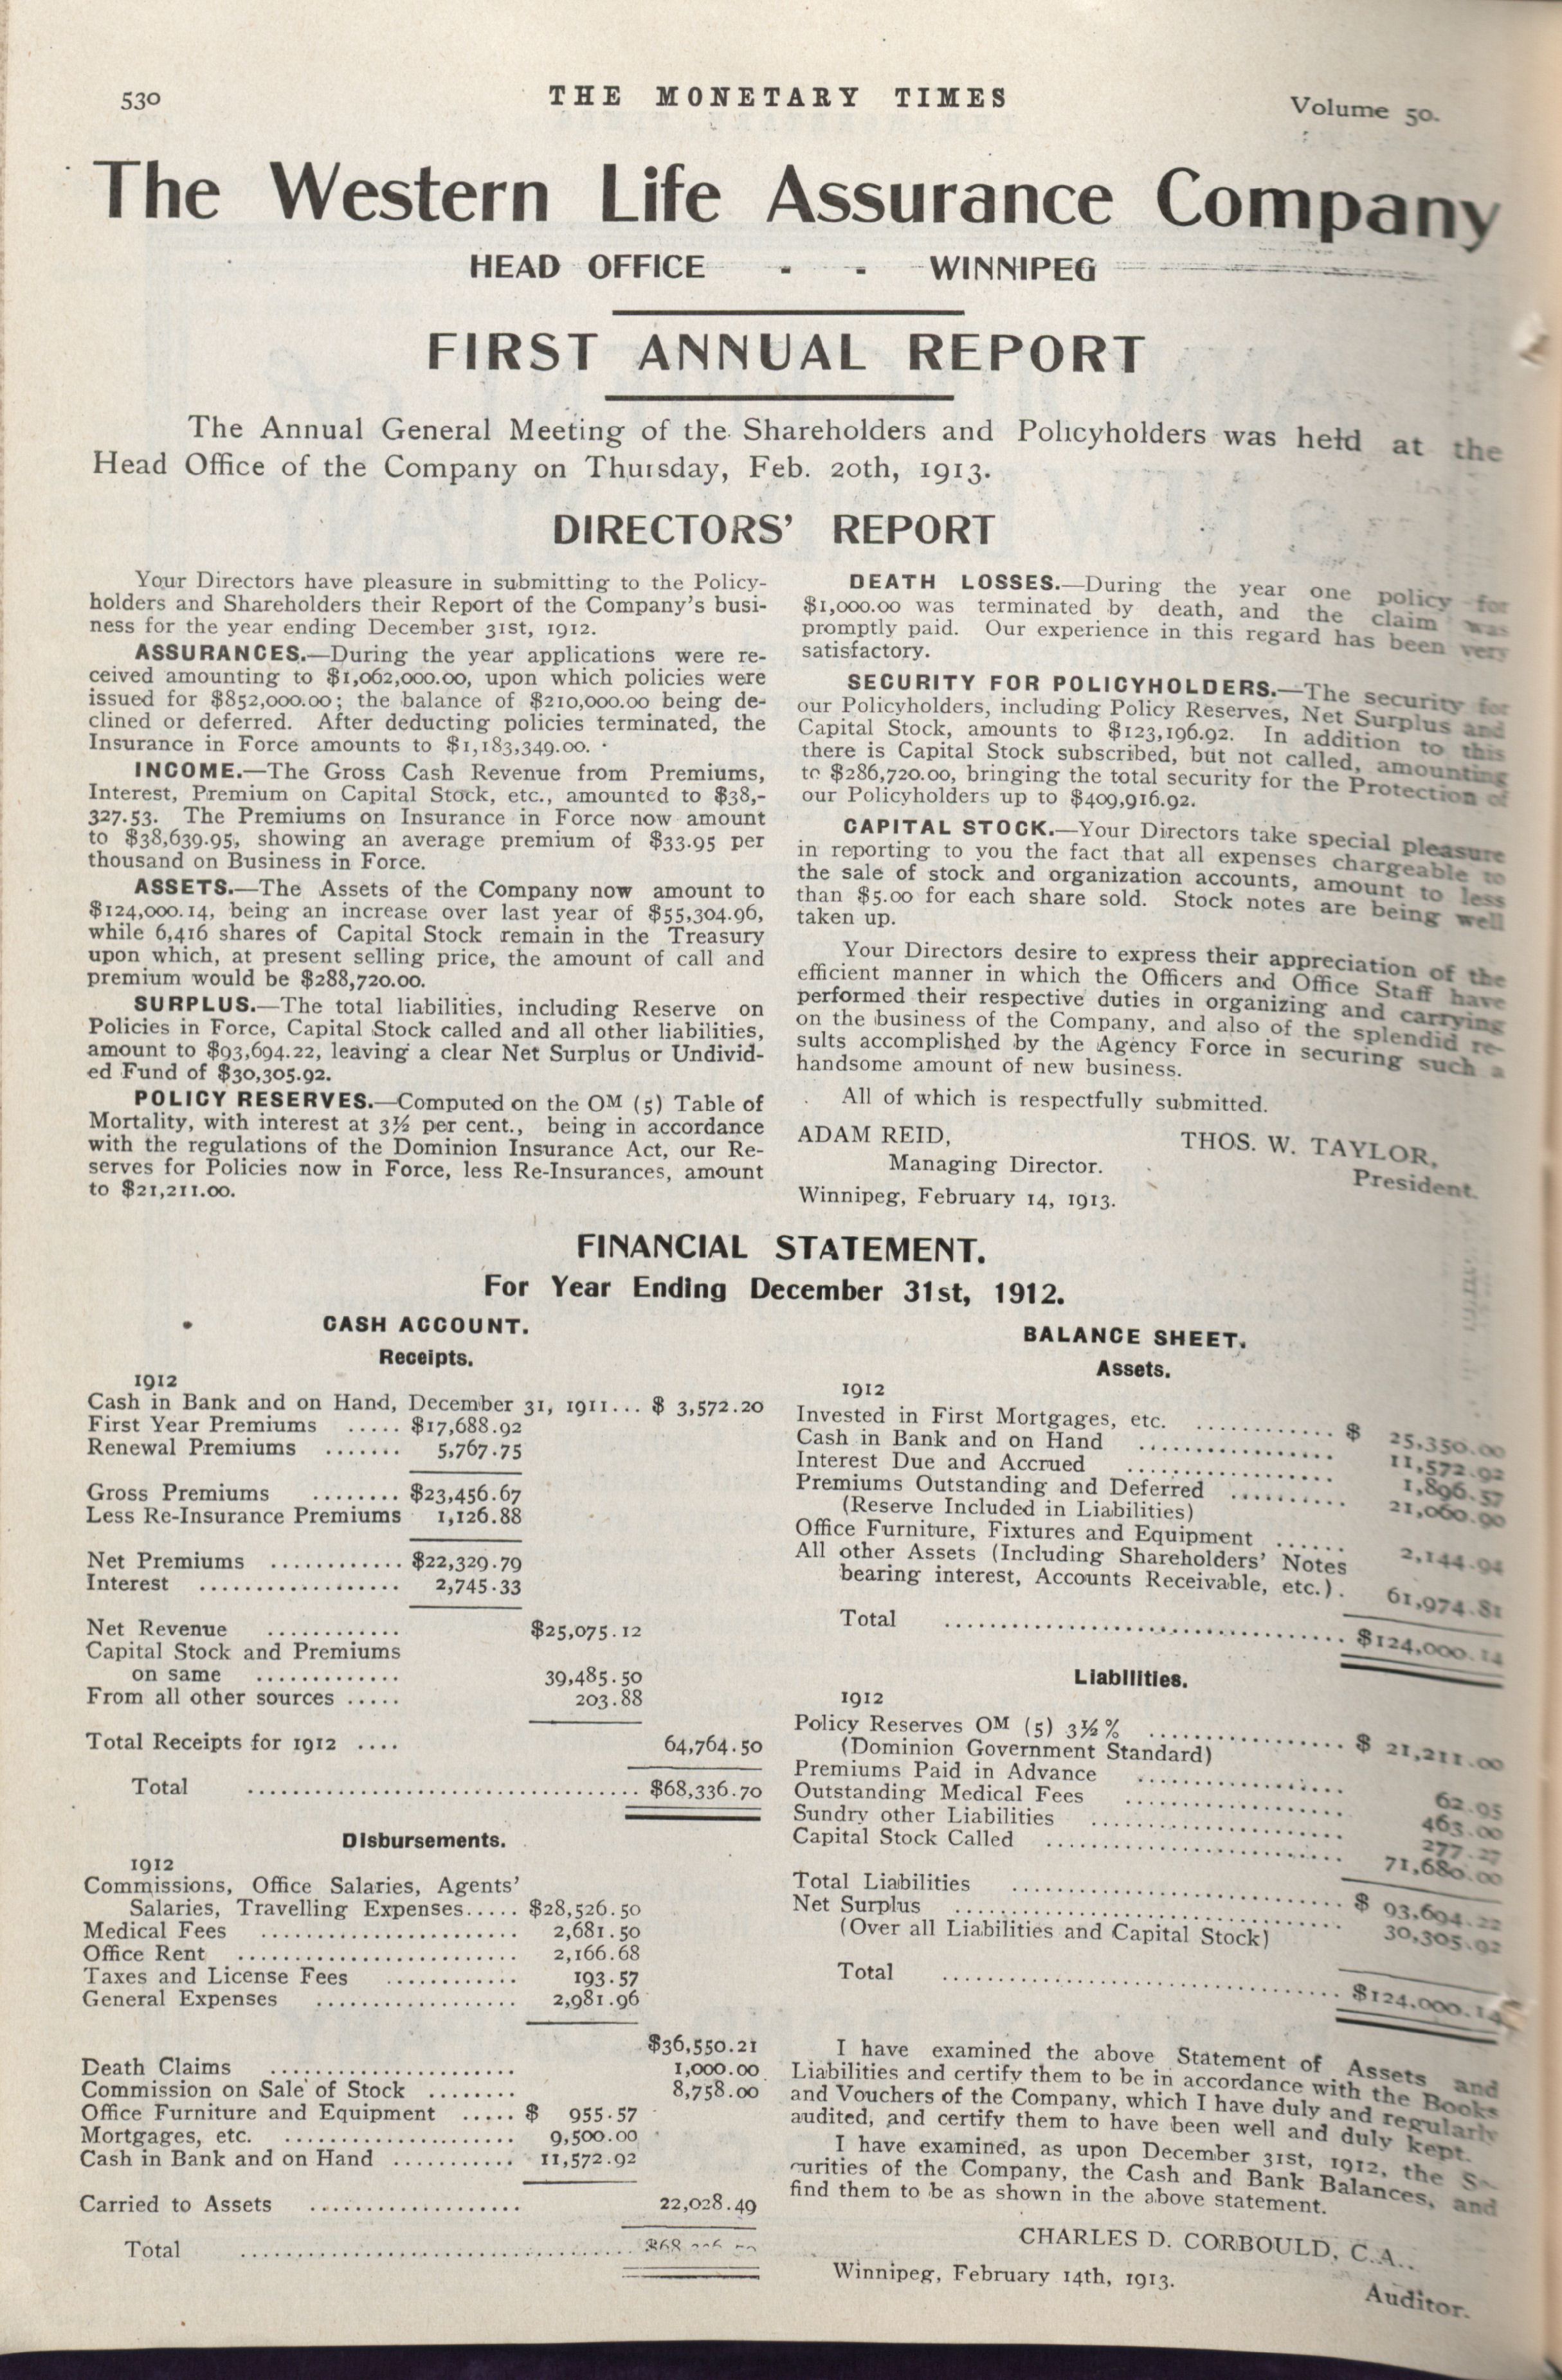 530
THE MONETARY TIMES
Volume 50.
The Western Life Assurance Company
HEAD OFFICE - - WINNIPEG
FIRST ANNUAL REPORT
The Annual General Meeting of the Shareholders and Policyholders was held at the
Head Office of the Company on Thursday, Feb. 20th, 1913.
DIRECTORS' REPORT
Your Directors have pleasure in submitting to the Policy-
holders and Shareholders their Report of the Company's busi-
ness for the year ending December 31st, 1912.
ASSURANCES.—During the year applications were re-
ceived amounting to $1,062,000.00, upon which policies were
issued for $852,000.00; the balance of $210,000.00 being de-
clined or deferred. After deducting policies terminated, the
Insurance in Force amounts to $1,183,349.00.
INCOME.—The Gross Cash Revenue from Premiums,
Interest, Premium on Capital Stock, etc., amounted to $38,-
327.53. The Premiums on Insurance in Force now amount
to $38,639.95, showing an average premium of $33.95 per
thousand on Business in Force.
ASSETS.—The Assets of the Company now amount to
$124,000.14, being an increase over last year of $55,304.96,
while 6,416 shares of Capital Stock remain in the Treasury
upon which, at present selling price, the amount of call and
premium would be $288,720.00.
SURPLUS.—The total liabilities, including Reserve on
Policies in Force, Capital Stock called and all other liabilities,
amount to $93,694.22, leaving a clear Net Surplus or Undivid-
ed Fund of $30,305.92.
POLICY RESERVES.—Computed on the OM (5) Table of
Mortality, with interest at 3½ per cent., being in accordance
with the regulations of the Dominion Insurance Act, our Re-
serves for Policies now in Force, less Re-Insurances, amount
to $21,211.00.
DEATH LOSSES.—During the year one policy for
$1,000.00 was terminated by death, and the claim was
promptly paid. Our experience in this regard has been very
satisfactory.
SECURITY FOR POLICYHOLDERS.—The security for
our Policyholders, including Policy Reserves, Net Surplus and
Capital Stock, amounts to $123,196.92. In addition to this
there is Capital Stock subscribed, but not called, amounting
to $286,720.00, bringing the total security for the Protection of
our Policyholders up to $409,916.92.
CAPITAL STOCK.—Your Directors take special pleasure
in reporting to you the fact that all expenses chargeable to
the sale of stock and organization accounts, amount to less
than $5.00 for each share sold. Stock notes are being well
taken up.
Your Directors desire to express their appreciation of the
efficient manner in which the Officers and Office Staff have
performed their respective duties in organizing and carrying
on the business of the Company, and also of the splendid re-
sults accomplished by the Agency Force in securing such a
handsome amount of new business.
All of which is respectfully submitted.
ADAM REID,
Managing Director.
THOS. W. TAYLOR,
President.
Winnipeg, February 14, 1913.
FINANCIAL STATEMENT.
For Year Ending December 31st, 1912.
CASH ACCOUNT.
Receipts.
1912
Cash in Bank and on Hand, December 31, 1911... $ 3,572.20
First Year Premiums ..... $17,688.92
Renewal Premiums ....... 5,767.75
Gross Premiums ........ $23,456.67
Less Re-Insurance Premiums 1,126.88
Net Premiums ............ $22,329.79
Interest .................. 2,745.33
Net Revenue ............ $25,075.12
Capital Stock and Premiums
on same ............. 39,485.50
From all other sources ..... 203.88
Total Receipts for 1912 .... 64,764.50
Total ................................... $68,336.70
Disbursements.
1912
Commissions, Office Salaries, Agents'
Salaries, Travelling Expenses..... $28,526.50
Medical Fees ....................... 2,681.50
Office Rent ......................... 2,166.68
Taxes and License Fees ............ 193.57
General Expenses .................. 2,981.96
$36,550.21
Death Claims ...................... 1,000.00
Commission on Sale of Stock ........ 8,758.00
Office Furniture and Equipment ..... $ 955.57
Mortgages, etc. ..................... 9,500.00
Cash in Bank and on Hand ........... 11,572.92
Carried to Assets ................... 22,028.49
Total ...................................
BALANCE SHEET.
Assets.
1912
Invested in First Mortgages, etc. ............ $ 25,350.00
Cash in Bank and on Hand ................. 11,572.92
Interest Due and Accrued .................. 1,896.57
Premiums Outstanding and Deferred .......... 21,060.90
(Reserve Included in Liabilities)
Office Furniture, Fixtures and Equipment ...... 2,144.94
All other Assets (Including Shareholders' Notes
bearing interest, Accounts Receivable, etc.). 61,974.81
Total ................................... $124,000.14
Liabilities.
1912
Policy Reserves OM (5) 3½% ................. $ 21,211.00
(Dominion Government Standard)
Premiums Paid in Advance .................. 62.95
Outstanding Medical Fees ................... 463.00
Sundry other Liabilities ...................... 277.27
Capital Stock Called .......................... 71,680.00
Total Liabilities ............................. $ 93,694.22
Net Surplus .................................. 30,305.92
(Over all Liabilities and Capital Stock)
Total ................................... $124,000.14
I have examined the above Statement of Assets and
Liabilities and certify them to be in accordance with the Books
and Vouchers of the Company, which I have duly and regularly
audited, and certify them to have been well and duly kept.
I have examined, as upon December 31st, 1912, the Se-
curities of the Company, the Cash and Bank Balances, and
find them to be as shown in the above statement.
CHARLES D. CORBOULD, C.A.,
Auditor.
Winnipeg, February 14th, 1913.